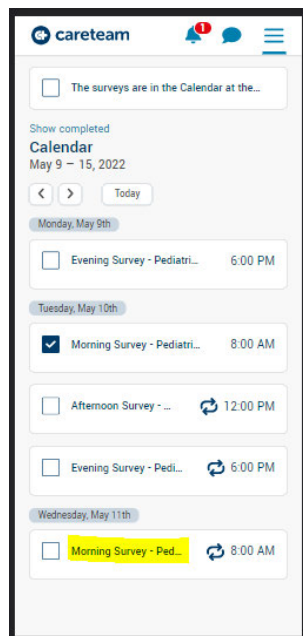 careteam
1
The surveys are in the Calendar at the...
Show completed
Calendar
May 9 – 15, 2022
Today
Monday, May 9th
Evening Survey - Pediatri... 6:00 PM
Tuesday, May 10th
Morning Survey - Pediatri... 8:00 AM
Afternoon Survey - ... 12:00 PM
Evening Survey - Pedi... 6:00 PM
Wednesday, May 11th
Morning Survey - Ped... 8:00 AM